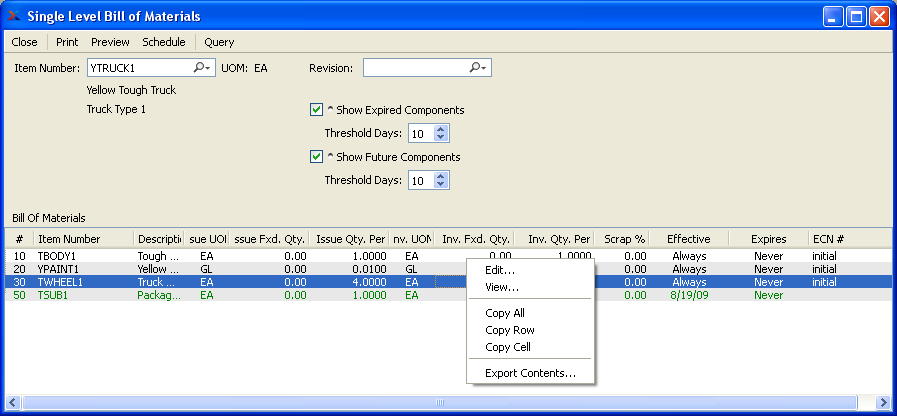 Single Level Bill of Materials
Close Print Preview Schedule Query
Item Number: YTRUCK1 UOM: EA Revision:
Yellow Tough Truck
Truck Type 1
^ Show Expired Components
Threshold Days: 10
^ Show Future Components
Threshold Days: 10
Bill Of Materials
# Item Number Descripti sue UOI ssue Fxd. Qty. Issue Qty. Per nv. UON Inv. Fxd. Qty. Inv. Qty. Per Scrap % Effective Expires ECN #
10 TBODY1 Tough ... EA 0.00 1.0000 EA 0.00 1.0000 0.00 Always Never initial
20 YPAINT1 Yellow ... GL 0.00 0.0100 GL 0.00 Always Never initial
30 TWHEEL1 Truck ... EA 0.00 4.0000 EA 0.00 Always Never initial
50 TSUB1 Packag... EA 0.00 1.0000 EA 0.00 8/19/09 Never
Edit...
View...
Copy All
Copy Row
Copy Cell
Export Contents...